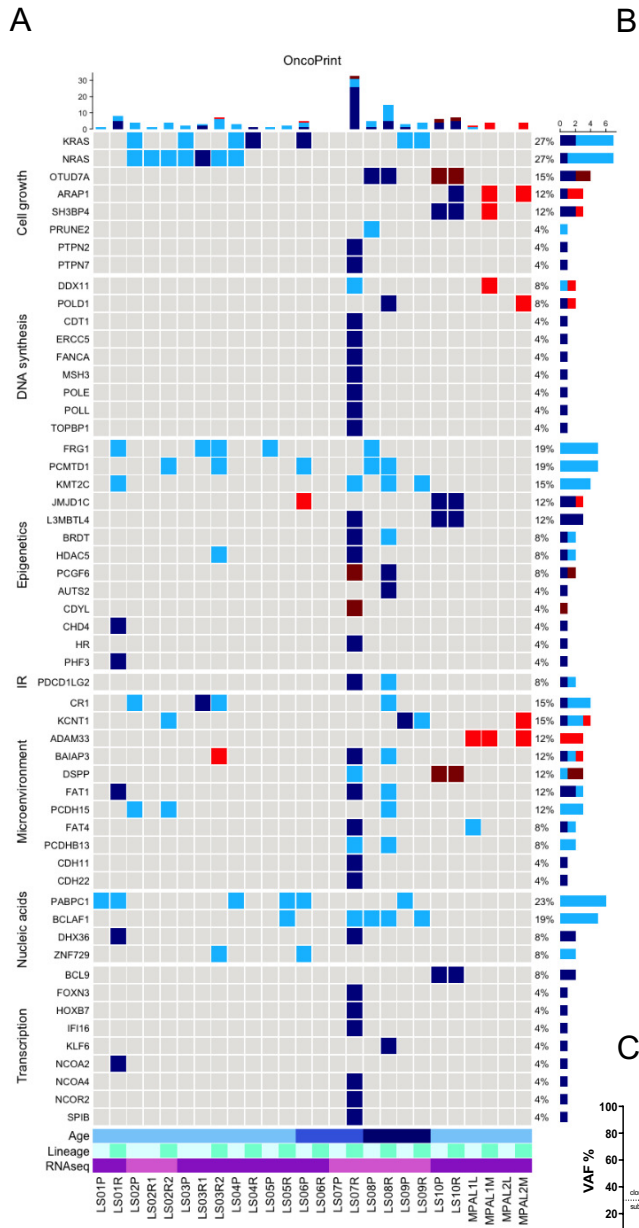 A
B
OncoPrint
30
20
10
0
0 2 4 6
Cell growth
KRAS 27%
NRAS 27%
OTUD7A 15%
ARAP1 12%
SH3BP4 12%
PRUNE2 4%
PTPN2 4%
PTPN7 4%
DNA synthesis
DDX11 8%
POLD1 8%
CDT1 4%
ERCC5 4%
FANCA 4%
MSH3 4%
POLE 4%
POLL 4%
TOPBP1 4%
Epigenetics
FRG1 19%
PCMTD1 19%
KMT2C 15%
JMJD1C 12%
L3MBTL4 12%
BRDT 8%
HDAC5 8%
PCGF6 8%
AUTS2 4%
CDYL 4%
CHD4 4%
HR 4%
PHF3 4%
IR
PDCD1LG2 8%
Microenvironment
CR1 15%
KCNT1 15%
ADAM33 12%
BAIAP3 12%
DSPP 12%
FAT1 12%
PCDH15 12%
FAT4 8%
PCDHB13 8%
CDH11 4%
CDH22 4%
Nucleic acids
PABPC1 23%
BCLAF1 19%
DHX36 8%
ZNF729 8%
Transcription
BCL9 8%
FOXN3 4%
HOXB7 4%
IFI16 4%
KLF6 4%
NCOA2 4%
NCOA4 4%
NCOR2 4%
SPIB 4%
Age
Lineage
RNAseq
LS01P LS01R LS02P LS02R1 LS02R2 LS03P LS03R1 LS03R2 LS04P LS04R LS05P LS05R LS06P LS06R LS07P LS07R LS08P LS08R LS09P LS09R LS10P LS10R MPAL1L MPAL1M MPAL2L MPAL2M
C
VAF %
100
80
60
40
20
0
clo
sub